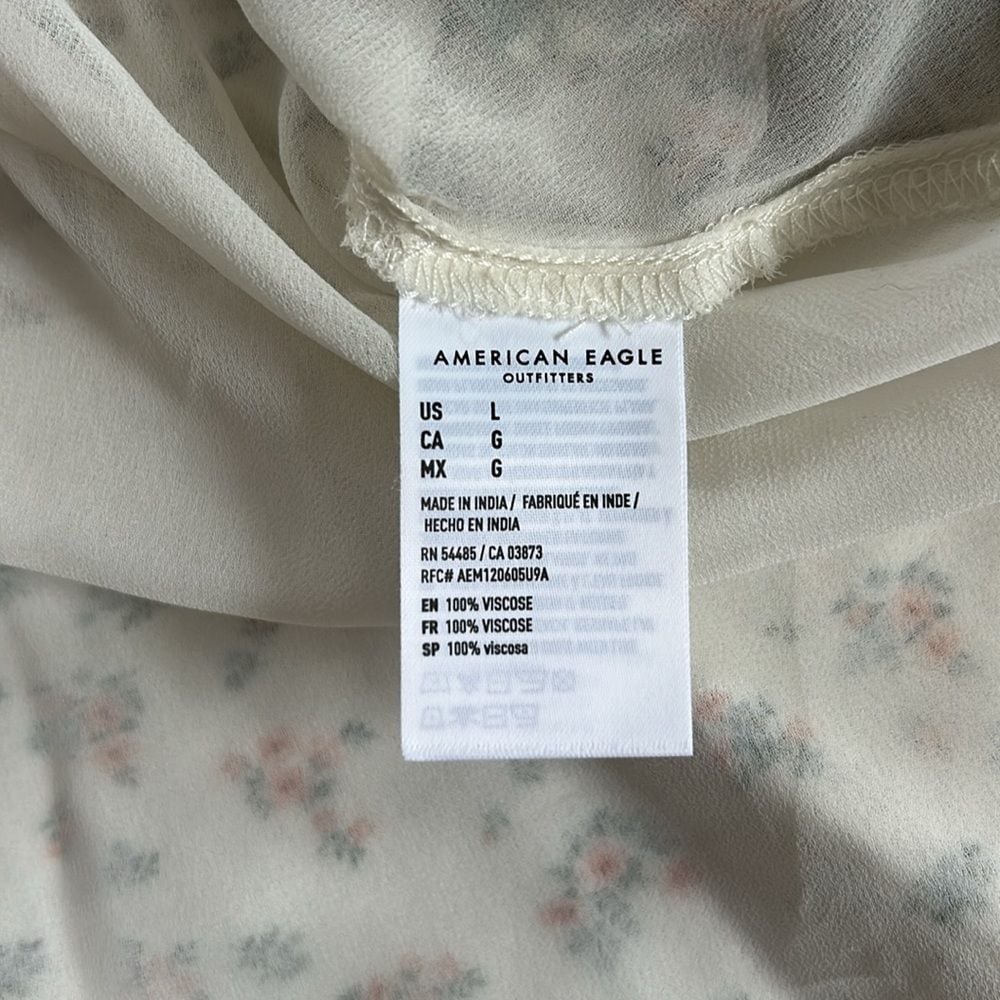 AMERICAN EAGLE
OUTFITTERS
US L
CA G
MX G
MADE IN INDIA / FABRIQUÉ EN INDE /
HECHO EN INDIA
RN 54485 / CA 03873
RFC# AEM120605U9A
EN 100% VISCOSE
FR 100% VISCOSE
SP 100% viscosa